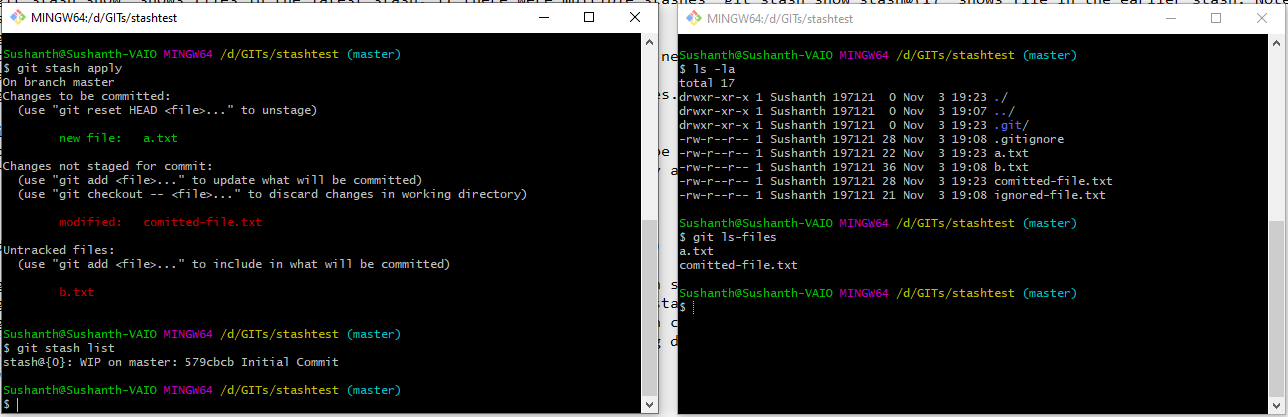 MINGW64:/d/GITs/stashtest
Sushanth@Sushanth-VAIO MINGW64 /d/GITs/stashtest (master)
$ git stash apply
On branch master
Changes to be committed:
  (use "git reset HEAD <file>..." to unstage)
        new file:   a.txt
Changes not staged for commit:
  (use "git add <file>..." to update what will be committed)
  (use "git checkout -- <file>..." to discard changes in working directory)
        modified:   comitted-file.txt
Untracked files:
  (use "git add <file>..." to include in what will be committed)
        b.txt
Sushanth@Sushanth-VAIO MINGW64 /d/GITs/stashtest (master)
$ git stash list
stash@{0}: WIP on master: 579cbcb Initial Commit
Sushanth@Sushanth-VAIO MINGW64 /d/GITs/stashtest (master)
$
MINGW64:/d/GITs/stashtest
Sushanth@Sushanth-VAIO MINGW64 /d/GITs/stashtest (master)
$ ls -la
total 17
drwxr-xr-x 1 Sushanth 197121  0 Nov  3 19:23 ./
drwxr-xr-x 1 Sushanth 197121  0 Nov  3 19:07 ../
drwxr-xr-x 1 Sushanth 197121  0 Nov  3 19:23 .git/
-rw-r--r-- 1 Sushanth 197121 28 Nov  3 19:08 .gitignore
-rw-r--r-- 1 Sushanth 197121 22 Nov  3 19:23 a.txt
-rw-r--r-- 1 Sushanth 197121 36 Nov  3 19:08 b.txt
-rw-r--r-- 1 Sushanth 197121 28 Nov  3 19:23 comitted-file.txt
-rw-r--r-- 1 Sushanth 197121 21 Nov  3 19:08 ignored-file.txt
Sushanth@Sushanth-VAIO MINGW64 /d/GITs/stashtest (master)
$ git ls-files
a.txt
comitted-file.txt
Sushanth@Sushanth-VAIO MINGW64 /d/GITs/stashtest (master)
$